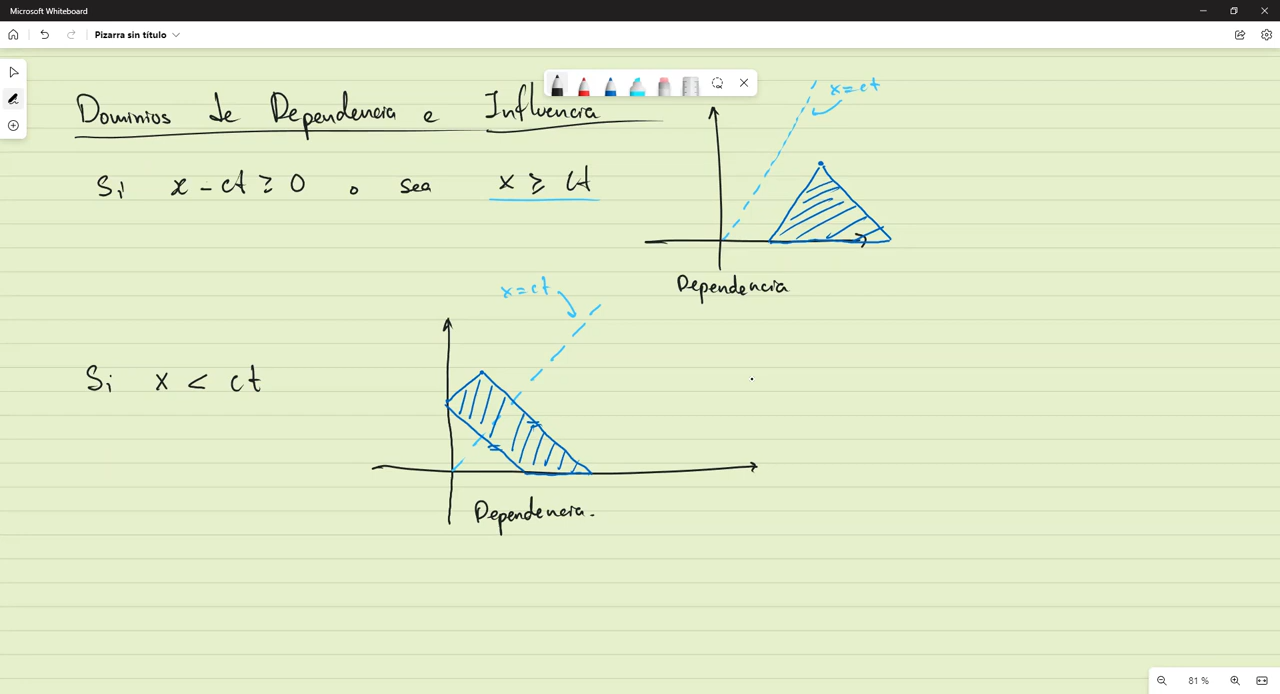 Microsoft Whiteboard
Pizarra sin título
Dominios de Dependencia e Influencia
x=ct
Si x - ct ≥ 0 o sea x ≥ ct
Dependencia
x=ct
Si x < ct
Dependencia.
81 %